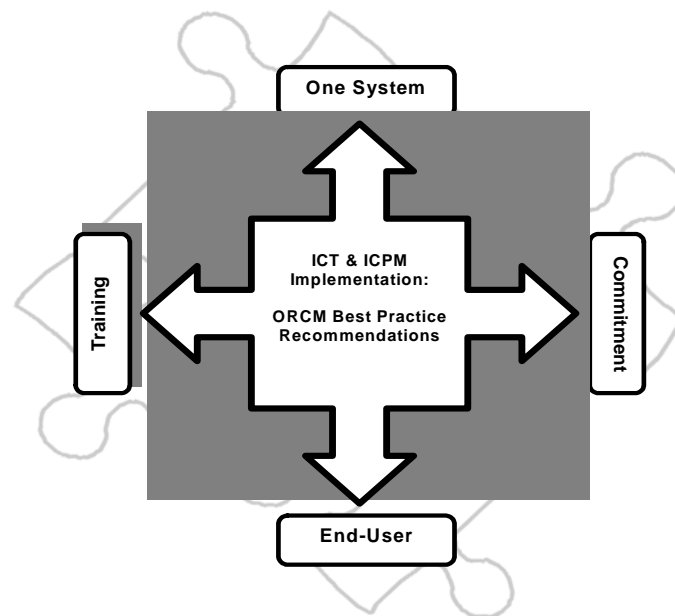 One System
Training
ICT & ICPM
Implementation:
ORCM Best Practice
Recommendations
Commitment
End-User